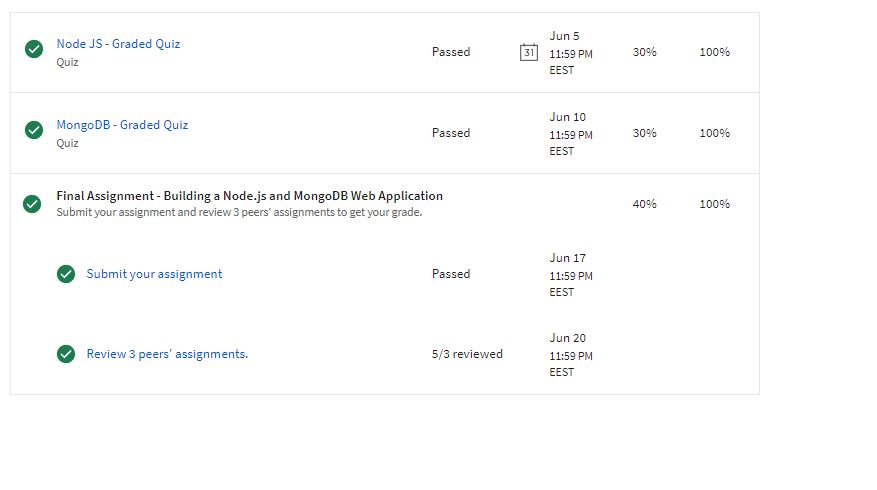 Node JS - Graded Quiz
Quiz
Passed
31
Jun 5
11:59 PM
EEST
30%
100%
MongoDB - Graded Quiz
Quiz
Passed
Jun 10
11:59 PM
EEST
30%
100%
Final Assignment - Building a Node.js and MongoDB Web Application
Submit your assignment and review 3 peers' assignments to get your grade.
40%
100%
Submit your assignment
Passed
Jun 17
11:59 PM
EEST
Review 3 peers' assignments.
5/3 reviewed
Jun 20
11:59 PM
EEST